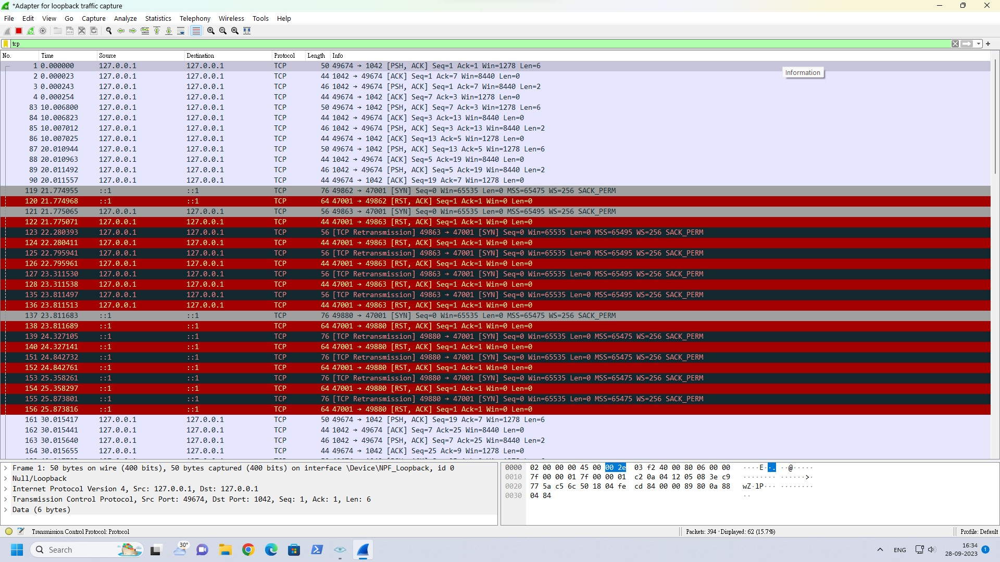 *Adapter for loopback traffic capture
File Edit View Go Capture Analyze Statistics Telephony Wireless Tools Help
tcp
No. Time Source Destination Protocol Length Info
1 0.000000 127.0.0.1 127.0.0.1 TCP 50 49674 → 1042 [PSH, ACK] Seq=1 Ack=1 Win=1278 Len=6
Information
2 0.000023 127.0.0.1 127.0.0.1 TCP 44 1042 → 49674 [ACK] Seq=1 Ack=7 Win=8440 Len=0
3 0.000243 127.0.0.1 127.0.0.1 TCP 46 1042 → 49674 [PSH, ACK] Seq=1 Ack=7 Win=8440 Len=2
4 0.000254 127.0.0.1 127.0.0.1 TCP 44 49674 → 1042 [ACK] Seq=7 Ack=3 Win=1278 Len=0
83 10.006800 127.0.0.1 127.0.0.1 TCP 50 49674 → 1042 [PSH, ACK] Seq=7 Ack=3 Win=1278 Len=6
84 10.006823 127.0.0.1 127.0.0.1 TCP 44 1042 → 49674 [ACK] Seq=3 Ack=13 Win=8440 Len=0
85 10.007012 127.0.0.1 127.0.0.1 TCP 46 1042 → 49674 [PSH, ACK] Seq=3 Ack=13 Win=8440 Len=2
86 10.007025 127.0.0.1 127.0.0.1 TCP 44 49674 → 1042 [ACK] Seq=13 Ack=5 Win=1278 Len=0
87 20.010944 127.0.0.1 127.0.0.1 TCP 50 49674 → 1042 [PSH, ACK] Seq=13 Ack=5 Win=1278 Len=6
88 20.010963 127.0.0.1 127.0.0.1 TCP 44 1042 → 49674 [ACK] Seq=5 Ack=19 Win=8440 Len=0
89 20.011492 127.0.0.1 127.0.0.1 TCP 46 1042 → 49674 [PSH, ACK] Seq=5 Ack=19 Win=8440 Len=2
90 20.011557 127.0.0.1 127.0.0.1 TCP 44 49674 → 1042 [ACK] Seq=19 Ack=7 Win=1278 Len=0
119 21.774955 ::1 ::1 TCP 76 49862 → 47001 [SYN] Seq=0 Win=65535 Len=0 MSS=65475 WS=256 SACK_PERM
120 21.774968 ::1 ::1 TCP 64 47001 → 49862 [RST, ACK] Seq=1 Ack=1 Win=0 Len=0
121 21.775065 127.0.0.1 127.0.0.1 TCP 56 49863 → 47001 [SYN] Seq=0 Win=65535 Len=0 MSS=65495 WS=256 SACK_PERM
122 21.775071 127.0.0.1 127.0.0.1 TCP 44 47001 → 49863 [RST, ACK] Seq=1 Ack=1 Win=0 Len=0
123 22.280393 127.0.0.1 127.0.0.1 TCP 56 [TCP Retransmission] 49863 → 47001 [SYN] Seq=0 Win=65535 Len=0 MSS=65495 WS=256 SACK_PERM
124 22.280411 127.0.0.1 127.0.0.1 TCP 44 47001 → 49863 [RST, ACK] Seq=1 Ack=1 Win=0 Len=0
125 22.795941 127.0.0.1 127.0.0.1 TCP 56 [TCP Retransmission] 49863 → 47001 [SYN] Seq=0 Win=65535 Len=0 MSS=65495 WS=256 SACK_PERM
126 22.795961 127.0.0.1 127.0.0.1 TCP 44 47001 → 49863 [RST, ACK] Seq=1 Ack=1 Win=0 Len=0
127 23.311530 127.0.0.1 127.0.0.1 TCP 56 [TCP Retransmission] 49863 → 47001 [SYN] Seq=0 Win=65535 Len=0 MSS=65495 WS=256 SACK_PERM
128 23.311538 127.0.0.1 127.0.0.1 TCP 44 47001 → 49863 [RST, ACK] Seq=1 Ack=1 Win=0 Len=0
135 23.811497 127.0.0.1 127.0.0.1 TCP 56 [TCP Retransmission] 49863 → 47001 [SYN] Seq=0 Win=65535 Len=0 MSS=65495 WS=256 SACK_PERM
136 23.811513 127.0.0.1 127.0.0.1 TCP 44 47001 → 49863 [RST, ACK] Seq=1 Ack=1 Win=0 Len=0
137 23.811683 ::1 ::1 TCP 76 49880 → 47001 [SYN] Seq=0 Win=65535 Len=0 MSS=65475 WS=256 SACK_PERM
138 23.811689 ::1 ::1 TCP 64 47001 → 49880 [RST, ACK] Seq=1 Ack=1 Win=0 Len=0
139 24.327105 ::1 ::1 TCP 76 [TCP Retransmission] 49880 → 47001 [SYN] Seq=0 Win=65535 Len=0 MSS=65475 WS=256 SACK_PERM
140 24.327141 ::1 ::1 TCP 64 47001 → 49880 [RST, ACK] Seq=1 Ack=1 Win=0 Len=0
151 24.842732 ::1 ::1 TCP 76 [TCP Retransmission] 49880 → 47001 [SYN] Seq=0 Win=65535 Len=0 MSS=65475 WS=256 SACK_PERM
152 24.842761 ::1 ::1 TCP 64 47001 → 49880 [RST, ACK] Seq=1 Ack=1 Win=0 Len=0
153 25.358261 ::1 ::1 TCP 76 [TCP Retransmission] 49880 → 47001 [SYN] Seq=0 Win=65535 Len=0 MSS=65475 WS=256 SACK_PERM
154 25.358297 ::1 ::1 TCP 64 47001 → 49880 [RST, ACK] Seq=1 Ack=1 Win=0 Len=0
155 25.873801 ::1 ::1 TCP 76 [TCP Retransmission] 49880 → 47001 [SYN] Seq=0 Win=65535 Len=0 MSS=65475 WS=256 SACK_PERM
156 25.873816 ::1 ::1 TCP 64 47001 → 49880 [RST, ACK] Seq=1 Ack=1 Win=0 Len=0
161 30.015417 127.0.0.1 127.0.0.1 TCP 50 49674 → 1042 [PSH, ACK] Seq=19 Ack=7 Win=1278 Len=6
162 30.015441 127.0.0.1 127.0.0.1 TCP 44 1042 → 49674 [ACK] Seq=7 Ack=25 Win=8440 Len=0
163 30.015640 127.0.0.1 127.0.0.1 TCP 46 1042 → 49674 [PSH, ACK] Seq=7 Ack=25 Win=8440 Len=2
164 30.015655 127.0.0.1 127.0.0.1 TCP 44 49674 → 1042 [ACK] Seq=25 Ack=9 Win=1278 Len=0
Frame 1: 50 bytes on wire (400 bits), 50 bytes captured (400 bits) on interface \Device\NPF_Loopback, id 0
Null/Loopback
Internet Protocol Version 4, Src: 127.0.0.1, Dst: 127.0.0.1
Transmission Control Protocol, Src Port: 49674, Dst Port: 1042, Seq: 1, Ack: 1, Len: 6
Data (6 bytes)
0000 02 00 00 00 45 00 00 2e 03 f2 40 00 80 06 00 00 ····E·.. ··@·····
0010 7f 00 00 01 7f 00 00 01 c2 0a 04 12 05 08 3e c9 ········ ······>·
0020 77 5a c5 6c 50 18 04 fe cd 84 00 00 89 80 0a 88 wZ·lP··· ········
0030 04 84 ··
Transmission Control Protocol: Protocol
Packets: 394 · Displayed: 62 (15.7%)
Profile: Default
Search
30°
ENG
16:34
28-09-2023
1